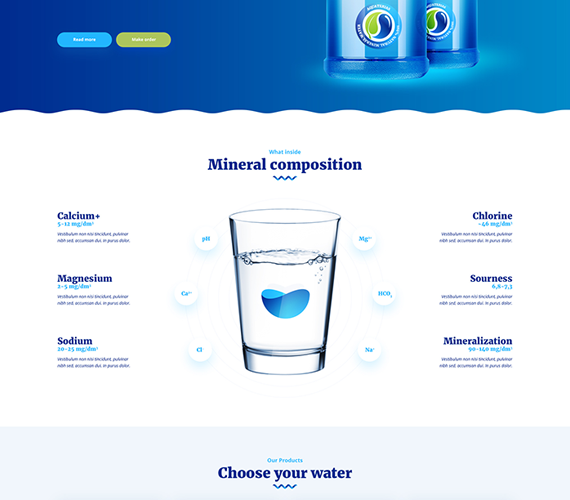 Read more
Make order
What inside
Mineral composition
Calcium+
5-12 mg/dm³
Vestibulum non nisi tincidunt, pulvinar
nibh sed, accumsan dui. In purus dolor.
Magnesium
2-5 mg/dm³
Vestibulum non nisi tincidunt, pulvinar
nibh sed, accumsan dui. In purus dolor.
Sodium
20-25 mg/dm³
Vestibulum non nisi tincidunt, pulvinar
nibh sed, accumsan dui. In purus dolor.
pH
Ca²⁺
Cl
Mg²⁺
HCO₃
Na⁺
Chlorine
-46 mg/dm³
Vestibulum non nisi tincidunt, pulvinar
nibh sed, accumsan dui. In purus dolor.
Sourness
6,8-7,3
Vestibulum non nisi tincidunt, pulvinar
nibh sed, accumsan dui. In purus dolor.
Mineralization
90-140 mg/dm³
Vestibulum non nisi tincidunt, pulvinar
nibh sed, accumsan dui. In purus dolor.
Our Products
Choose your water